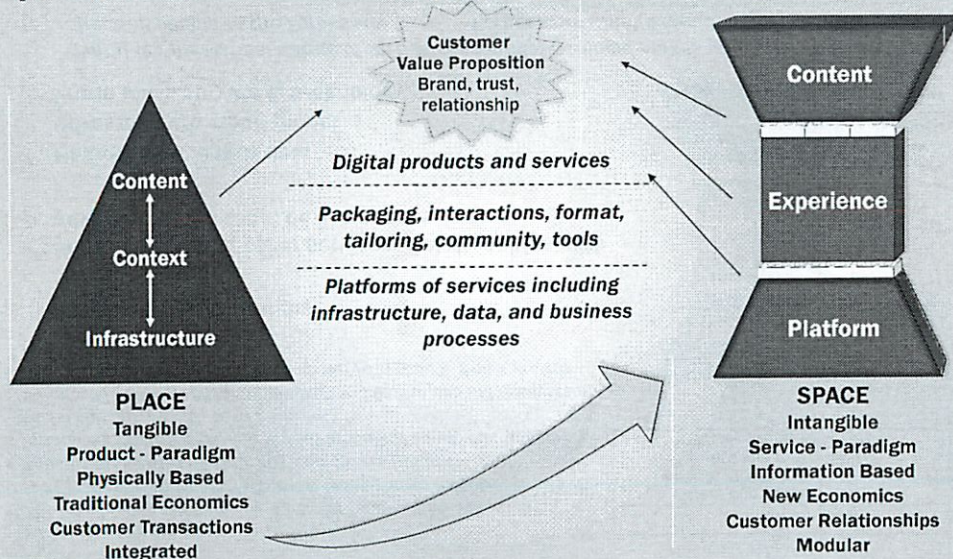 Customer
Value Proposition
Brand, trust,
relationship
Content
Context
Infrastructure
PLACE
Tangible
Product - Paradigm
Physically Based
Traditional Economics
Customer Transactions
Integrated
Digital products and services
Packaging, interactions, format,
tailoring, community, tools
Platforms of services including
infrastructure, data, and business
processes
Content
Experience
Platform
SPACE
Intangible
Service - Paradigm
Information Based
New Economics
Customer Relationships
Modular